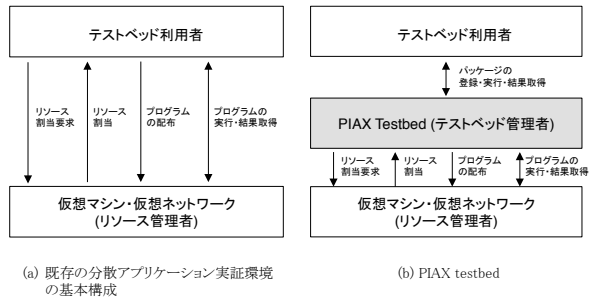 テストベッド利用者
リソース
割当要求
リソース
割当
プログラム
の配布
プログラムの
実行・結果取得
仮想マシン・仮想ネットワーク
(リソース管理者)
(a) 既存の分散アプリケーション実証環境
の基本構成
テストベッド利用者
パッケージの
登録・実行・結果取得
PIAX Testbed (テストベッド管理者)
リソース
割当要求
リソース
割当
プログラム
の配布
プログラムの
実行・結果取得
仮想マシン・仮想ネットワーク
(リソース管理者)
(b) PIAX testbed